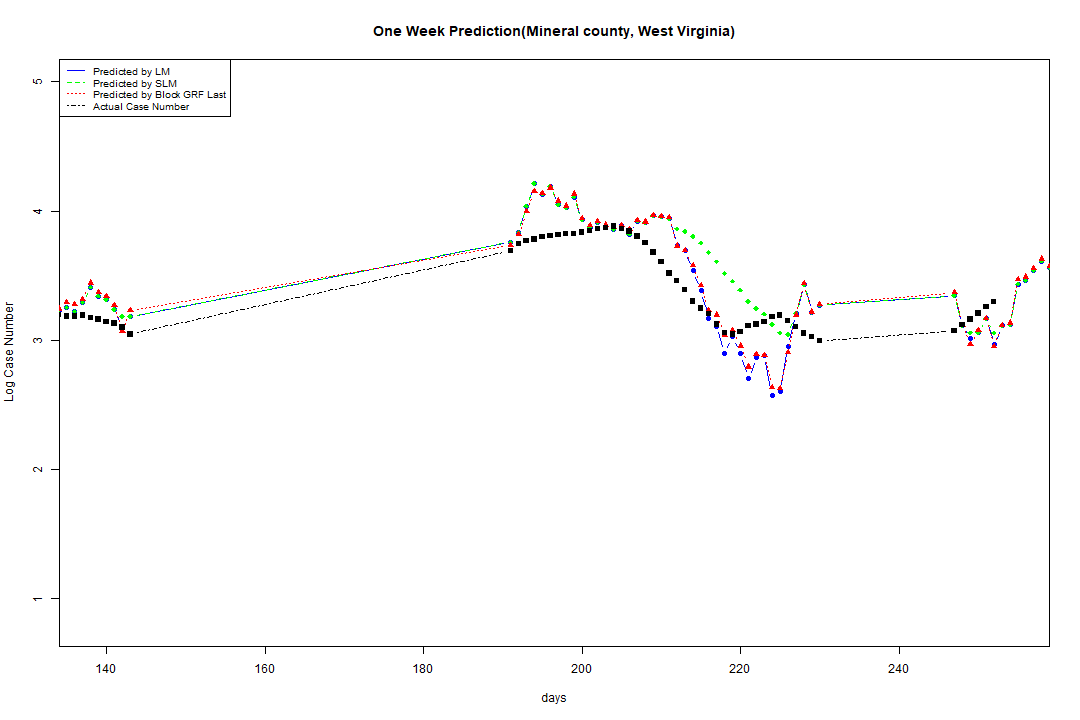 One Week Prediction(Mineral county, West Virginia)
Predicted by LM
Predicted by SLM
Predicted by Block GRF Last
Actual Case Number
5
4
3
2
1
Log Case Number
140 160 180 200 220 240
days